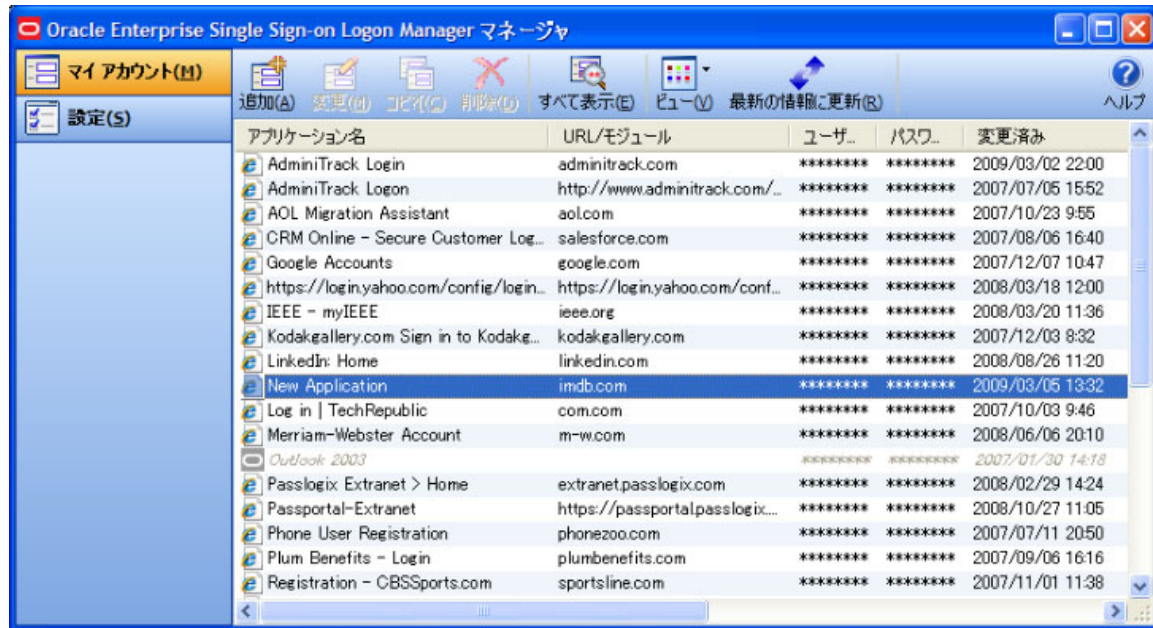 Oracle Enterprise Single Sign-on Logon Manager マネージャ
マイ アカウント(M)
設定(S)
追加(A) 変更(M) コピー(C) 削除(D) すべて表示(E) ビュー(V) 最新の情報に更新(R) ヘルプ
アプリケーション名 URL/モジュール ユーザ... パスワ... 変更済み
AdminiTrack Login adminitrack.com ******** ******** 2009/03/02 22:00
AdminiTrack Logon http://www.adminitrack.com/... ******** ******** 2007/07/05 15:52
AOL Migration Assistant aol.com ******** ******** 2007/10/23 9:55
CRM Online - Secure Customer Log... salesforce.com ******** ******** 2007/08/06 16:40
Google Accounts google.com ******** ******** 2007/12/07 10:47
https://login.yahoo.com/config/login... https://login.yahoo.com/conf... ******** ******** 2008/03/18 12:00
IEEE - myIEEE ieee.org ******** ******** 2008/03/20 11:36
Kodakgallery.com Sign in to Kodakg... kodakgallery.com ******** ******** 2007/12/03 8:32
LinkedIn: Home linkedin.com ******** ******** 2008/08/26 11:20
New Application imdb.com ******** ******** 2009/03/05 13:32
Log in | TechRepublic com.com ******** ******** 2007/10/03 9:46
Merriam-Webster Account m-w.com ******** ******** 2008/06/06 20:10
Outlook 2003 ******** ******** 2007/01/30 14:18
Passlogix Extranet > Home extranet.passlogix.com ******** ******** 2008/02/29 14:24
Passportal-Extranet https://passportal.passlogix.... ******** ******** 2008/10/27 11:05
Phone User Registration phonezoo.com ******** ******** 2007/07/11 20:50
Plum Benefits - Login plumbenefits.com ******** ******** 2007/09/06 16:16
Registration - CBSSports.com sportsline.com ******** ******** 2007/11/01 11:38